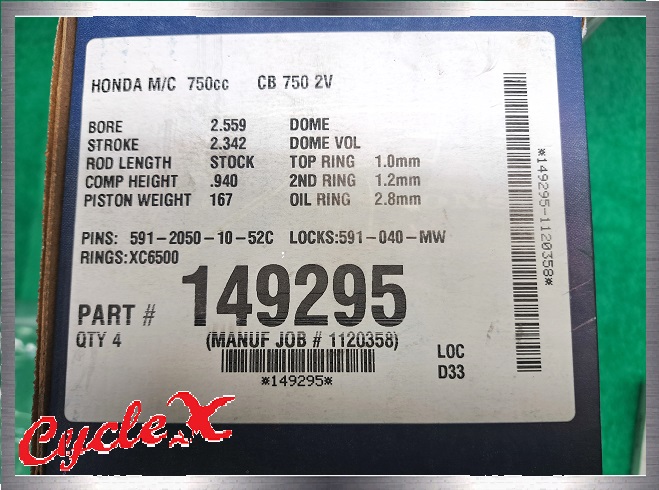 HONDA M/C 750cc CB 750 2V
BORE 2.559 DOME
STROKE 2.342 DOME VOL
ROD LENGTH STOCK TOP RING 1.0mm
COMP HEIGHT .940 2ND RING 1.2mm
PISTON WEIGHT 167 OIL RING 2.8mm
PINS: 591-2050-10-52C LOCKS:591-040-MW
RINGS:XC6500
PART # 149295
QTY 4 (MANUF JOB # 1120358)
*149295*
LOC
D33
*149295-1120358*
CycleX